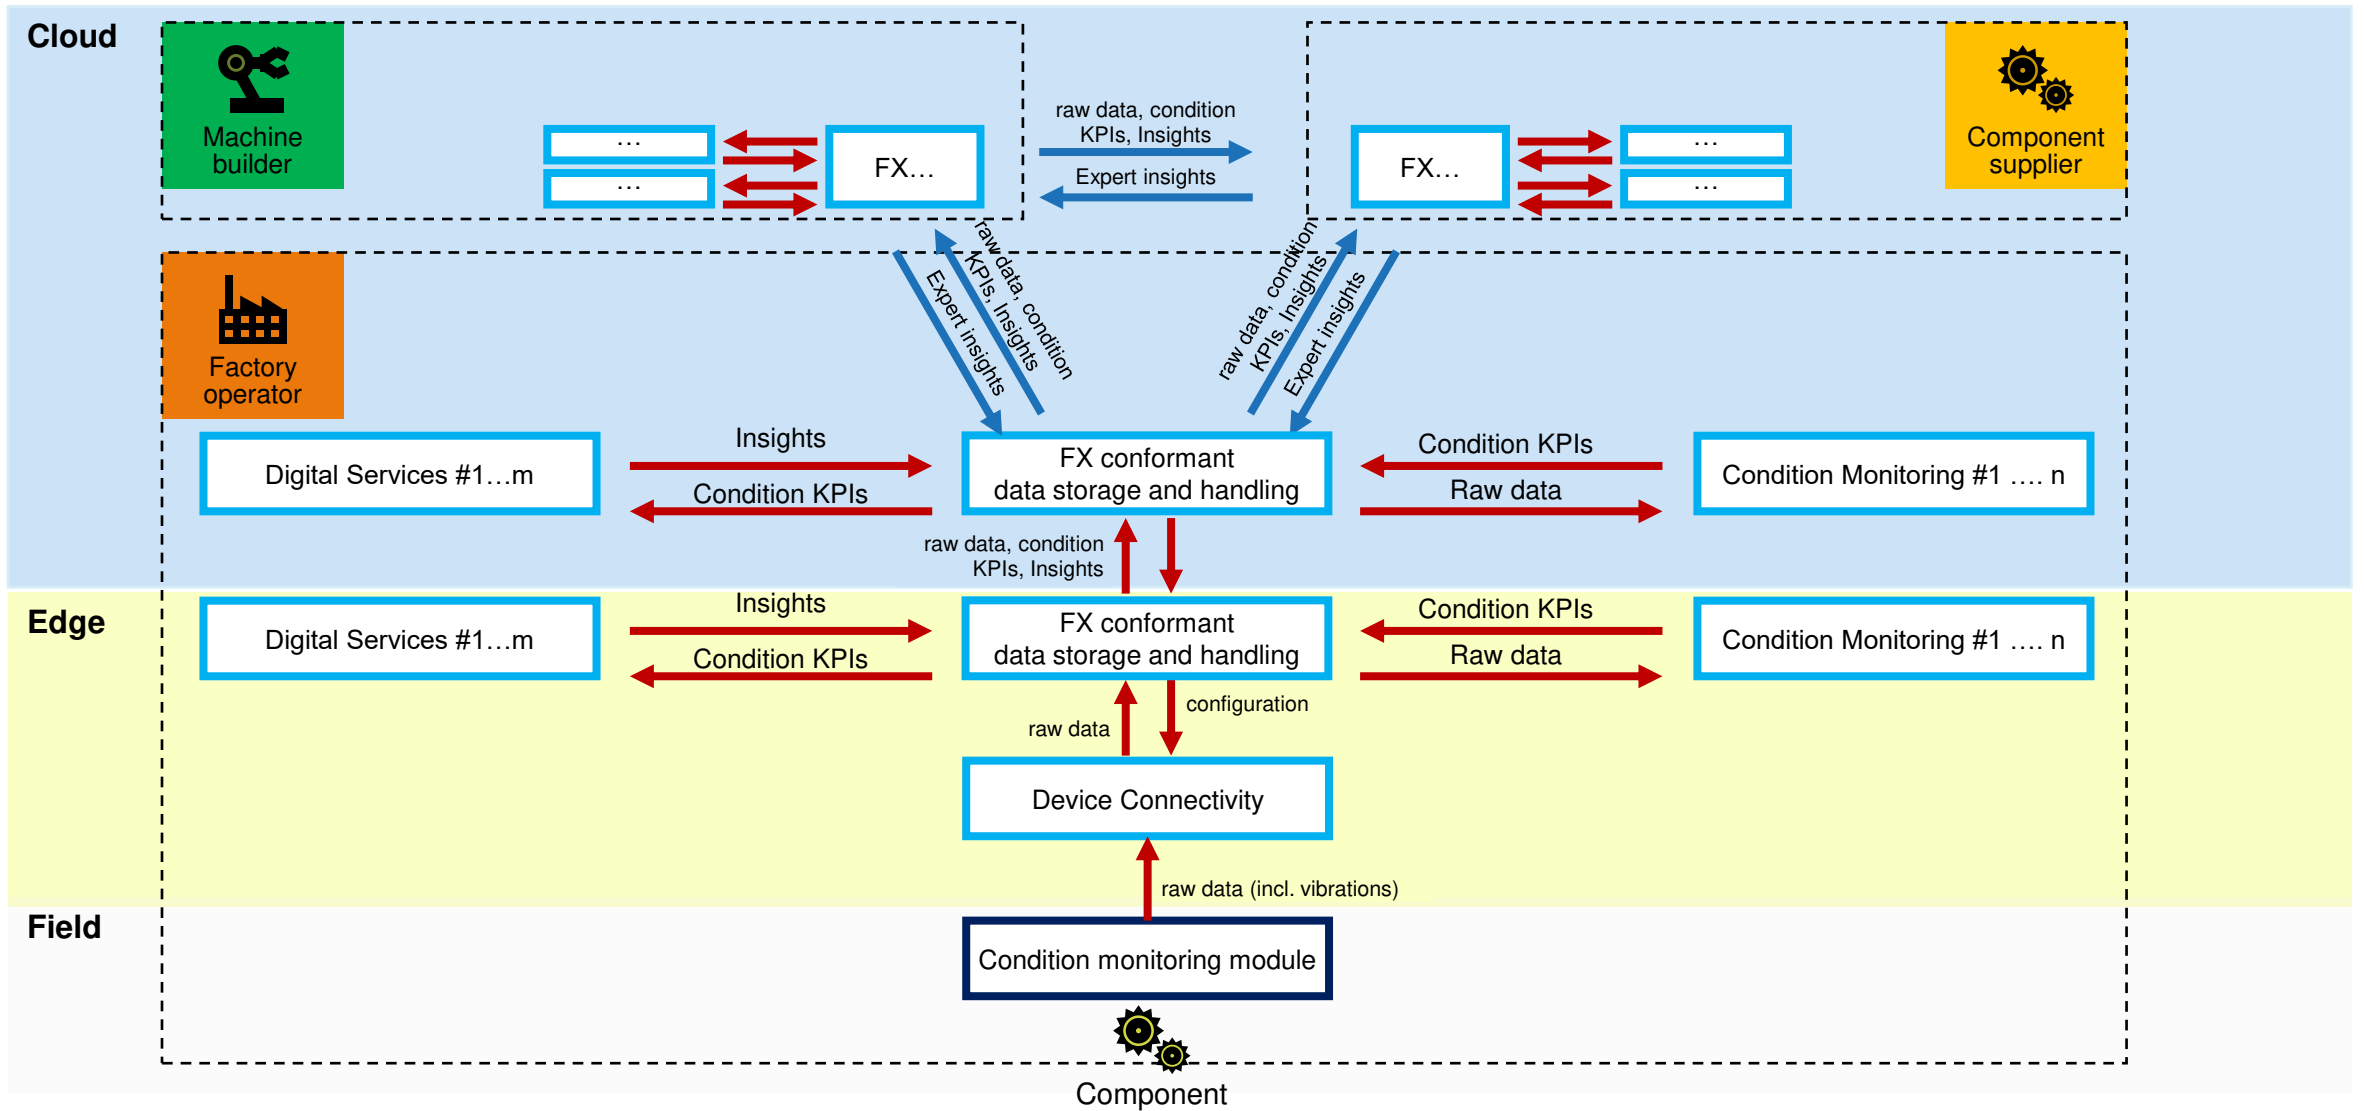 Cloud
Machine
builder
...
...
FX...
raw data, condition
KPIs, Insights
Expert insights
FX...
...
...
Component
supplier
raw data, condition
KPIs, Insights
Expert insights
raw data, condition
KPIs, Insights
Expert insights
Factory
operator
Digital Services #1...m
Insights
Condition KPIs
FX conformant
data storage and handling
Condition KPIs
Raw data
Condition Monitoring #1 .... n
raw data, condition
KPIs, Insights
Edge
Digital Services #1...m
Insights
Condition KPIs
FX conformant
data storage and handling
Condition KPIs
Raw data
Condition Monitoring #1 .... n
raw data
configuration
Device Connectivity
raw data (incl. vibrations)
Field
Condition monitoring module
Component